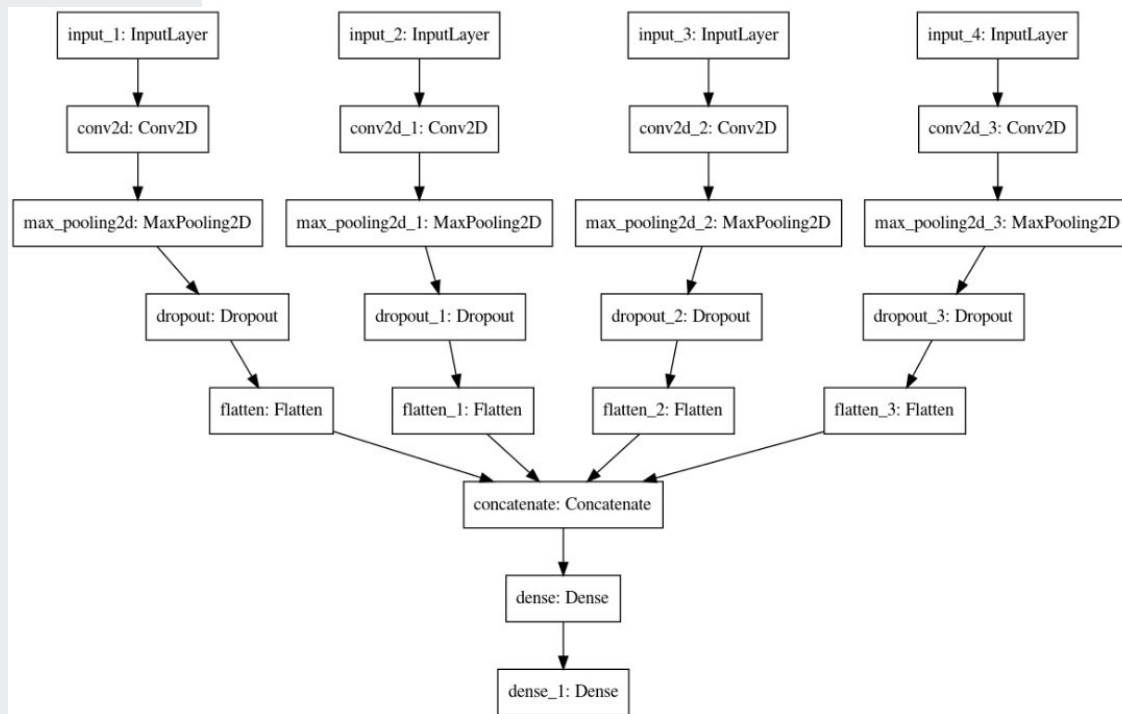 input_1: InputLayer
input_2: InputLayer
input_3: InputLayer
input_4: InputLayer
conv2d: Conv2D
conv2d_1: Conv2D
conv2d_2: Conv2D
conv2d_3: Conv2D
max_pooling2d: MaxPooling2D
max_pooling2d_1: MaxPooling2D
max_pooling2d_2: MaxPooling2D
max_pooling2d_3: MaxPooling2D
dropout: Dropout
dropout_1: Dropout
dropout_2: Dropout
dropout_3: Dropout
flatten: Flatten
flatten_1: Flatten
flatten_2: Flatten
flatten_3: Flatten
concatenate: Concatenate
dense: Dense
dense_1: Dense